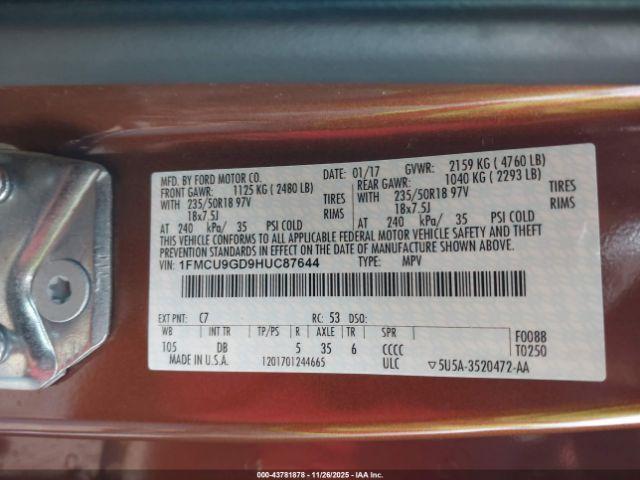 MFD. BY FORD MOTOR CO. DATE: 01/17 GVWR: 2159 KG ( 4760 LB)
FRONT GAWR: 1125 KG ( 2480 LB) REAR GAWR: 1040 KG ( 2293 LB)
WITH 235/50R18 97V TIRES WITH 235/50R18 97V TIRES
18x7.5J RIMS 18x7.5J RIMS
AT 240 kPa/ 35 PSI COLD AT 240 kPa/ 35 PSI COLD
THIS VEHICLE CONFORMS TO ALL APPLICABLE FEDERAL MOTOR VEHICLE SAFETY, BUMPER, AND
THEFT PREVENTION STANDARDS IN EFFECT ON THE DATE OF MANUFACTURE SHOWN ABOVE.
VIN: 1FMCU9GD9HUC87644 TYPE: MPV
EXT PNT: C7 RC: 53 DSO:
WB INT TR TP/PS R AXLE TR SPR F0088
105 DB 5 35 6 CCCC T0250
MADE IN U.S.A. 1201701244665 ULC ▽5U5A-3520472-AA
000-43781878 - 11/26/2025 - IAA Inc.